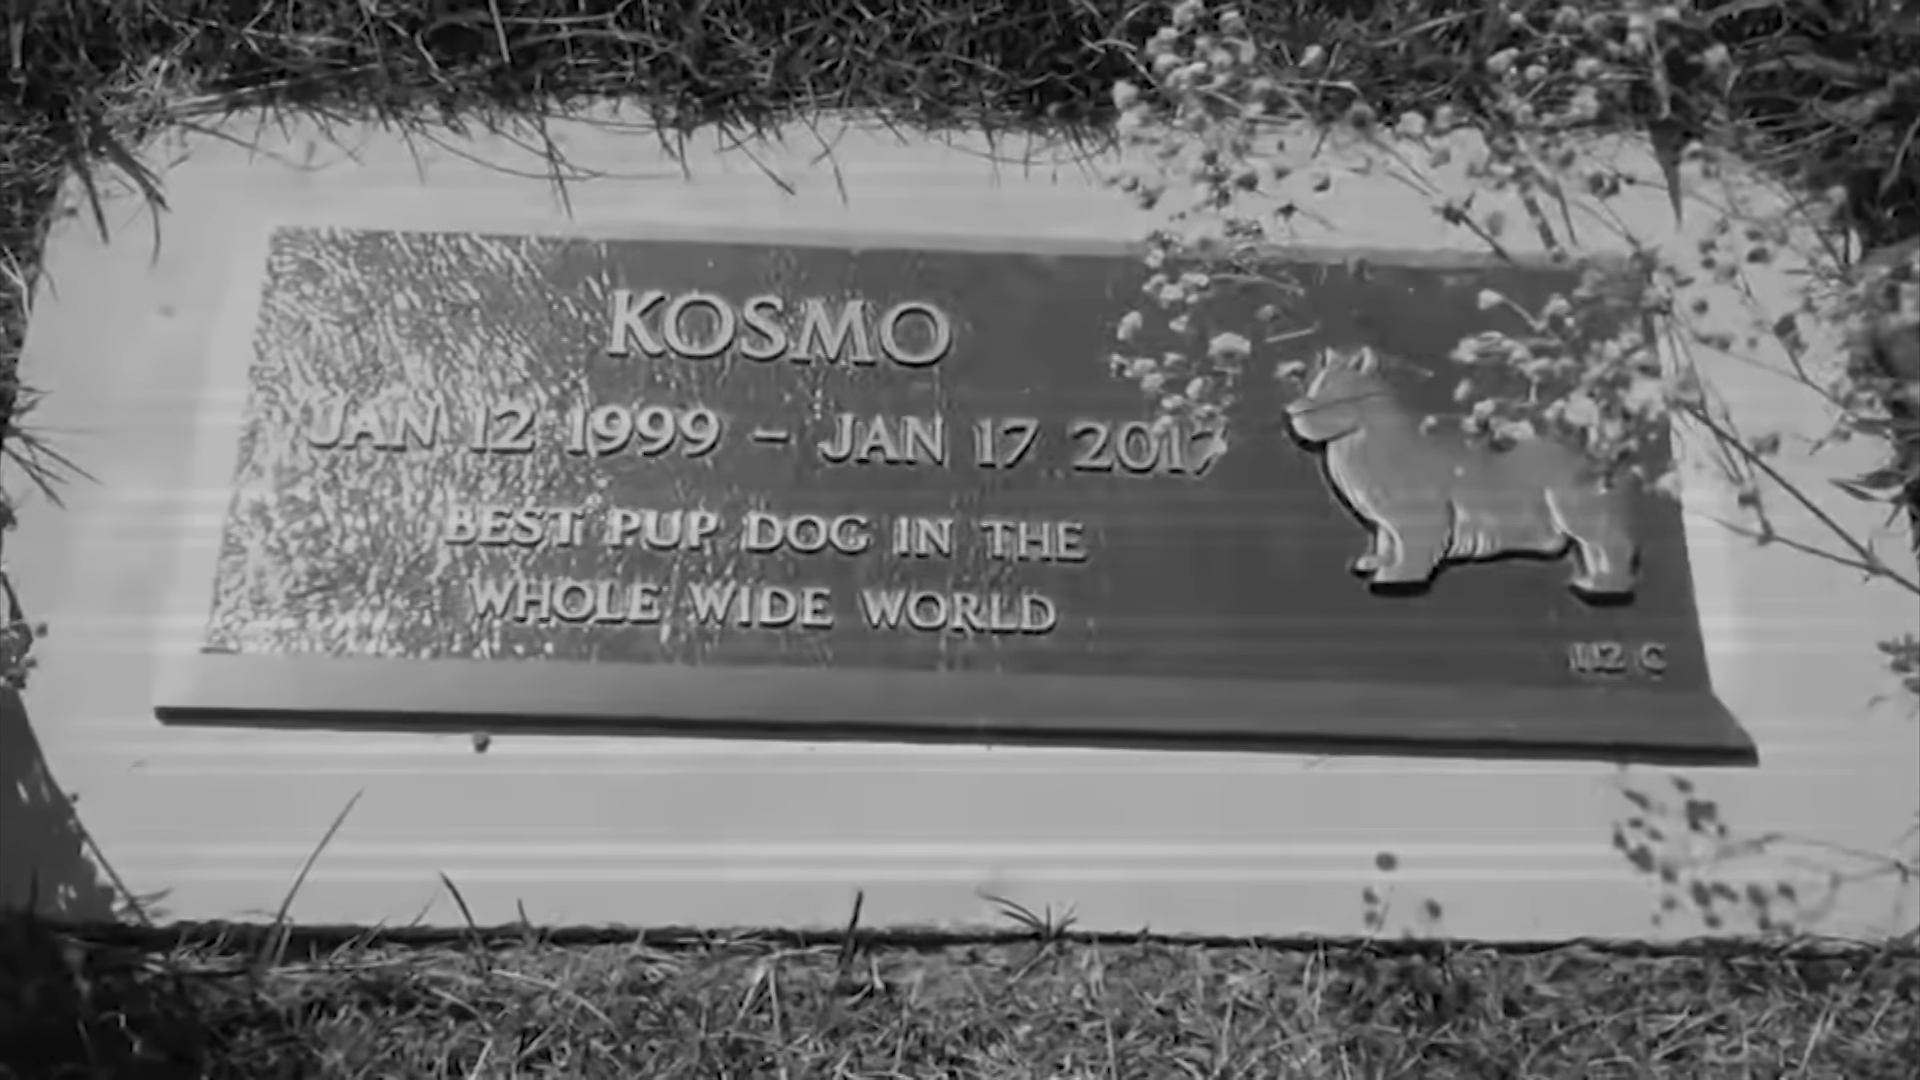 KOSMO
JAN 12 1999 – JAN 17 2017
BEST PUP DOG IN THE
WHOLE WIDE WORLD
112 C